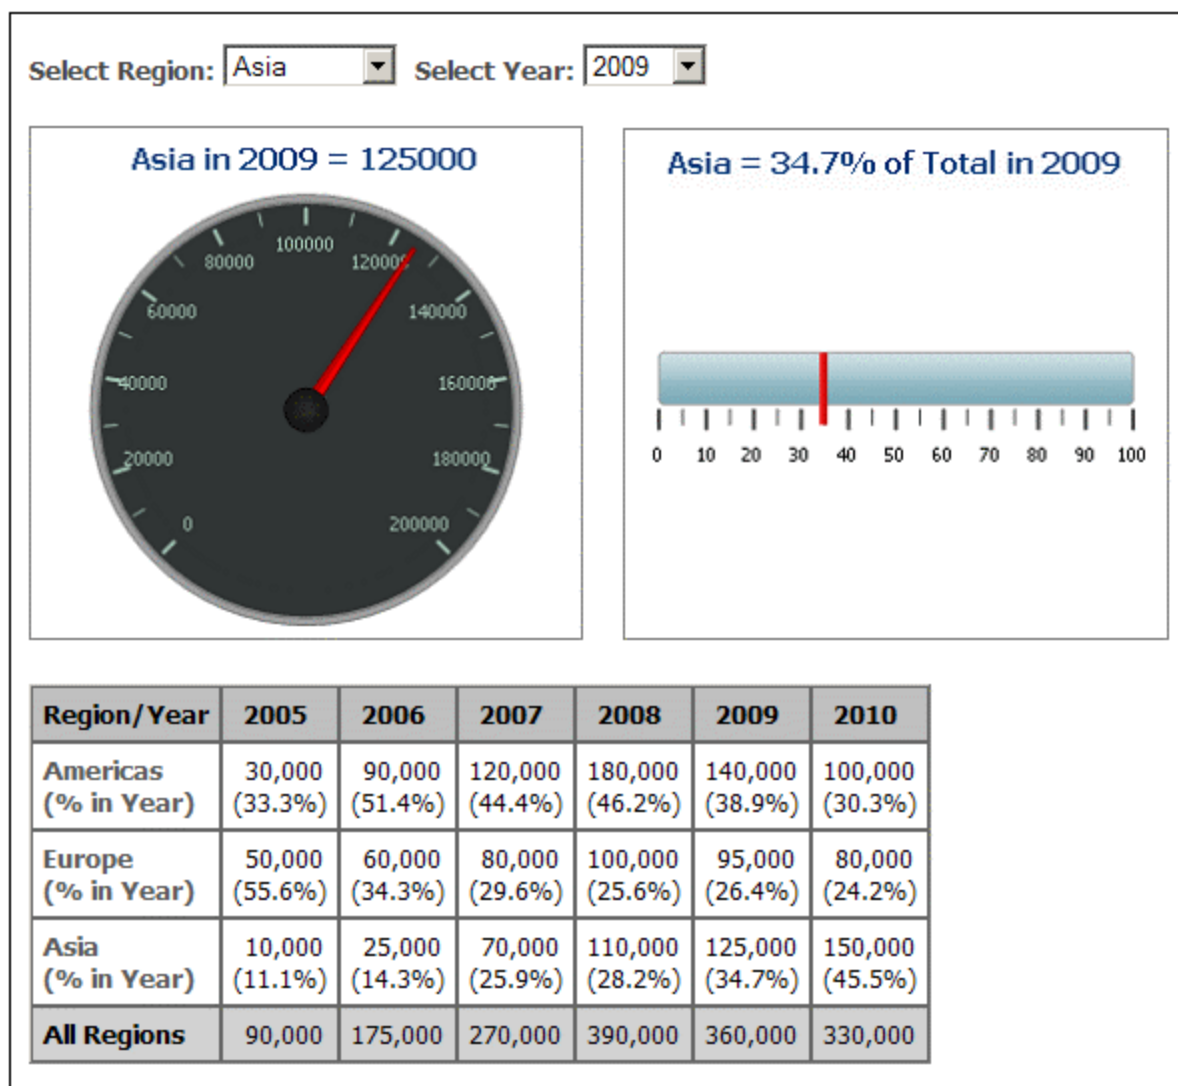 Select Region: Asia Select Year: 2009
Asia in 2009 = 125000
0 20000 40000 60000 80000 100000 120000 140000 160000 180000 200000
Asia = 34.7% of Total in 2009
0 10 20 30 40 50 60 70 80 90 100
Region/Year 2005 2006 2007 2008 2009 2010
Americas 30,000 90,000 120,000 180,000 140,000 100,000
(% in Year) (33.3%) (51.4%) (44.4%) (46.2%) (38.9%) (30.3%)
Europe 50,000 60,000 80,000 100,000 95,000 80,000
(% in Year) (55.6%) (34.3%) (29.6%) (25.6%) (26.4%) (24.2%)
Asia 10,000 25,000 70,000 110,000 125,000 150,000
(% in Year) (11.1%) (14.3%) (25.9%) (28.2%) (34.7%) (45.5%)
All Regions 90,000 175,000 270,000 390,000 360,000 330,000